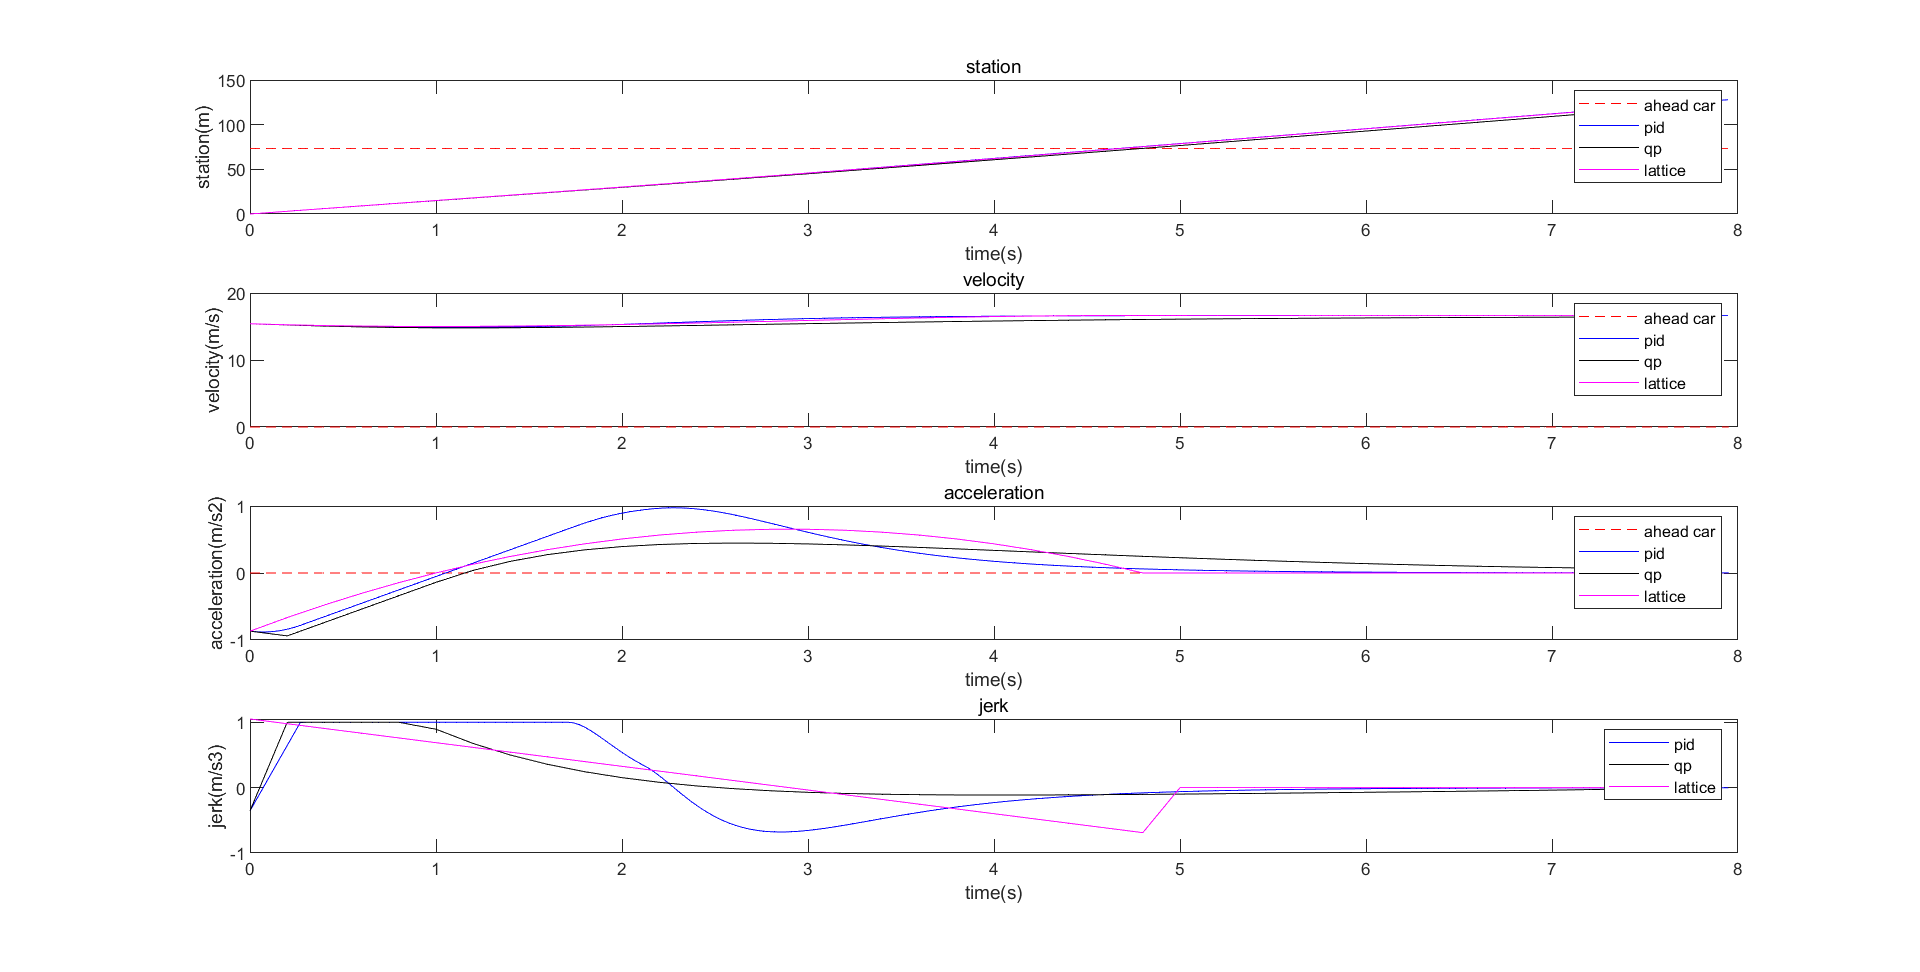 station
station(m)
150
100
50
0
ahead car
pid
qp
lattice
0 1 2 3 4 5 6 7 8
time(s)
velocity
velocity(m/s)
20
10
0
ahead car
pid
qp
lattice
0 1 2 3 4 5 6 7 8
time(s)
acceleration
acceleration(m/s2)
1
0
-1
ahead car
pid
qp
lattice
0 1 2 3 4 5 6 7 8
time(s)
jerk
jerk(m/s3)
1
0
-1
pid
qp
lattice
0 1 2 3 4 5 6 7 8
time(s)